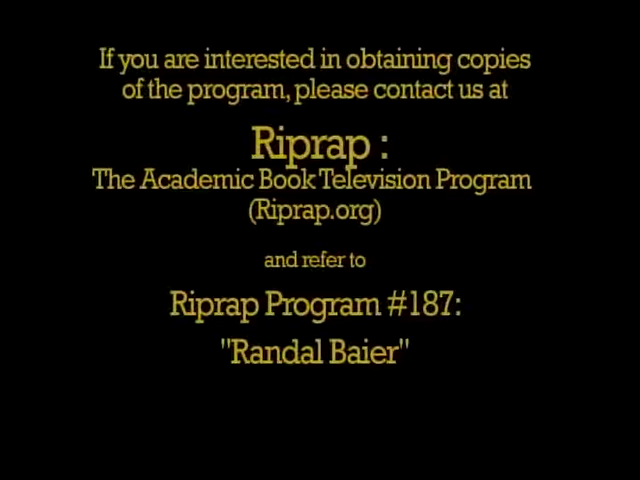 If you are interested in obtaining copies
of the program, please contact us at
Riprap :
The Academic Book Television Program
(Riprap.org)
and refer to
Riprap Program #187:
"Randal Baier"